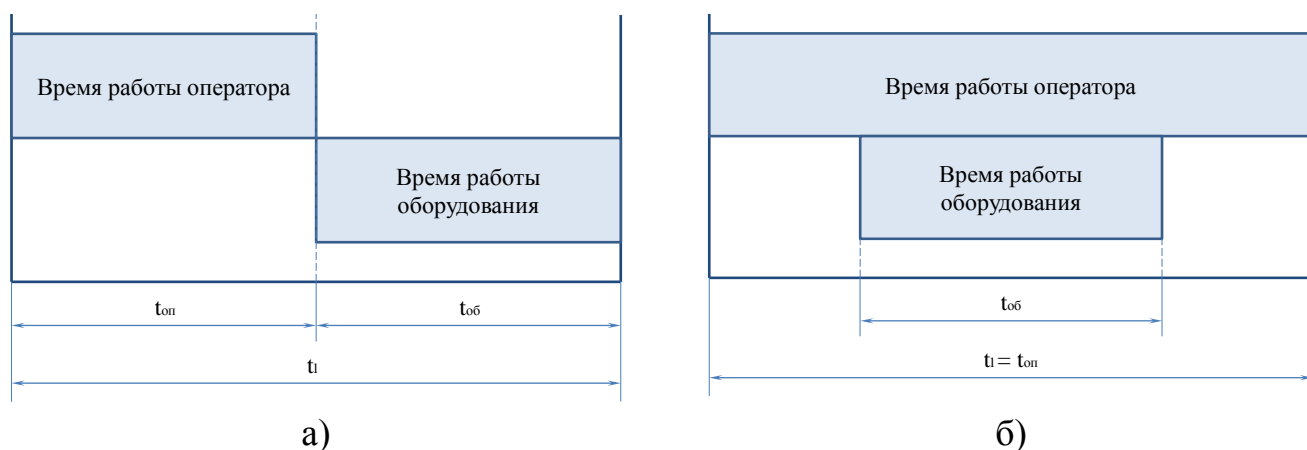 Время работы оператора
Время работы
оборудования
tоп
tоб
tl
а)
Время работы оператора
Время работы
оборудования
tоб
tl = tоп
б)